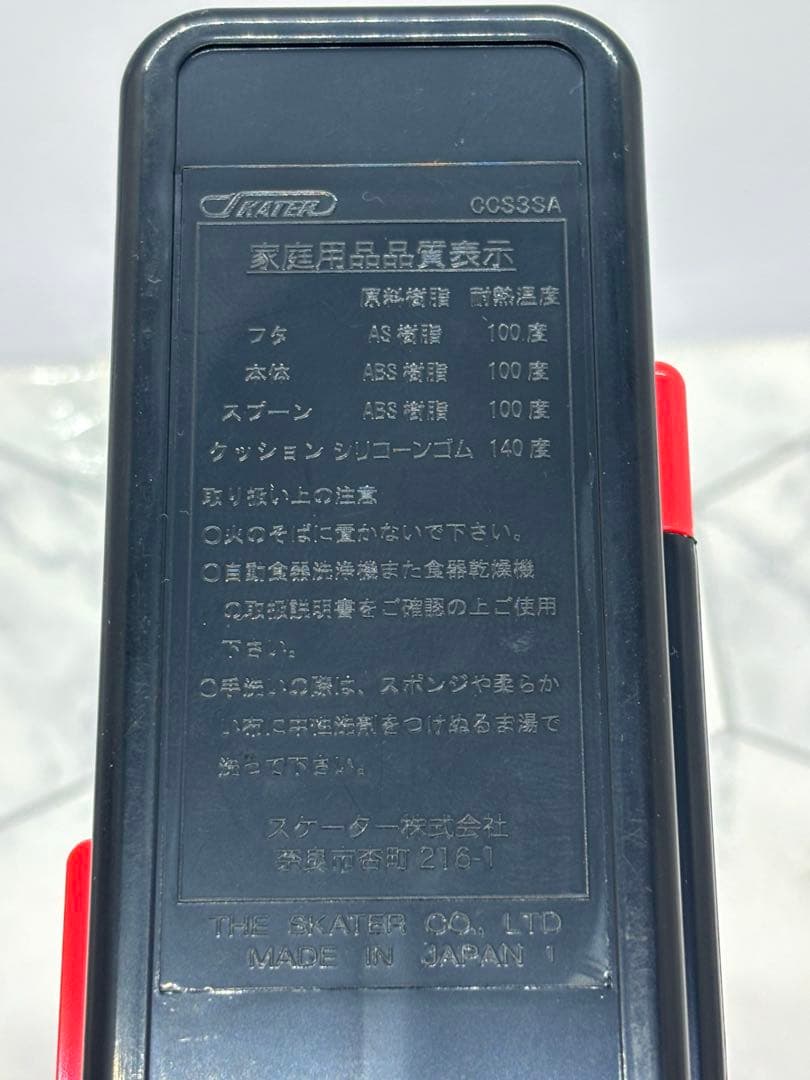 SKATER CCS3SA
家庭用品品質表示
原料樹脂 耐熱温度
フタ AS樹脂 100度
本体 ABS樹脂 100度
スプーン ABS樹脂 100度
クッション シリコーンゴム 140度
取り扱い上の注意
○火のそばに置かないで下さい。
○自動食器洗浄機また食器乾燥機
の取扱説明書をご確認の上ご使用
下さい。
○手洗いの際は、スポンジや柔らか
い布に中性洗剤をつけぬるま湯で
洗って下さい。
スケーター株式会社
奈良市杏町216-1
THE SKATER CO., LTD
MADE IN JAPAN 1